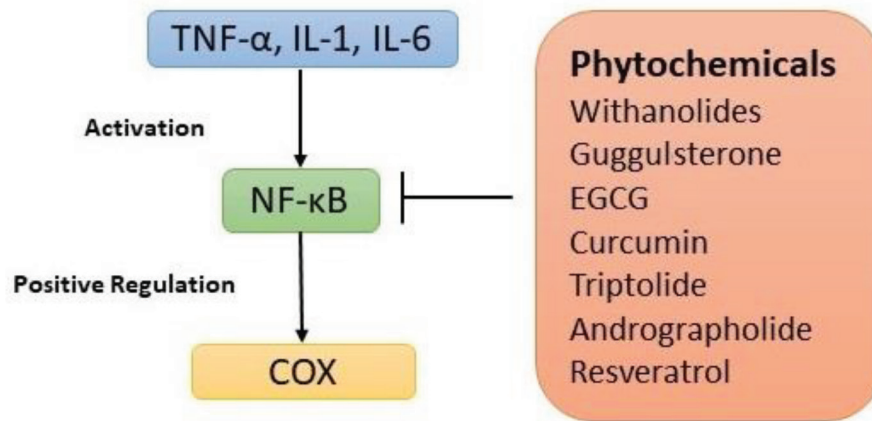 TNF-α, IL-1, IL-6
Activation
NF-κB
Positive Regulation
COX
Phytochemicals
Withanolides
Guggulsterone
EGCG
Curcumin
Triptolide
Andrographolide
Resveratrol